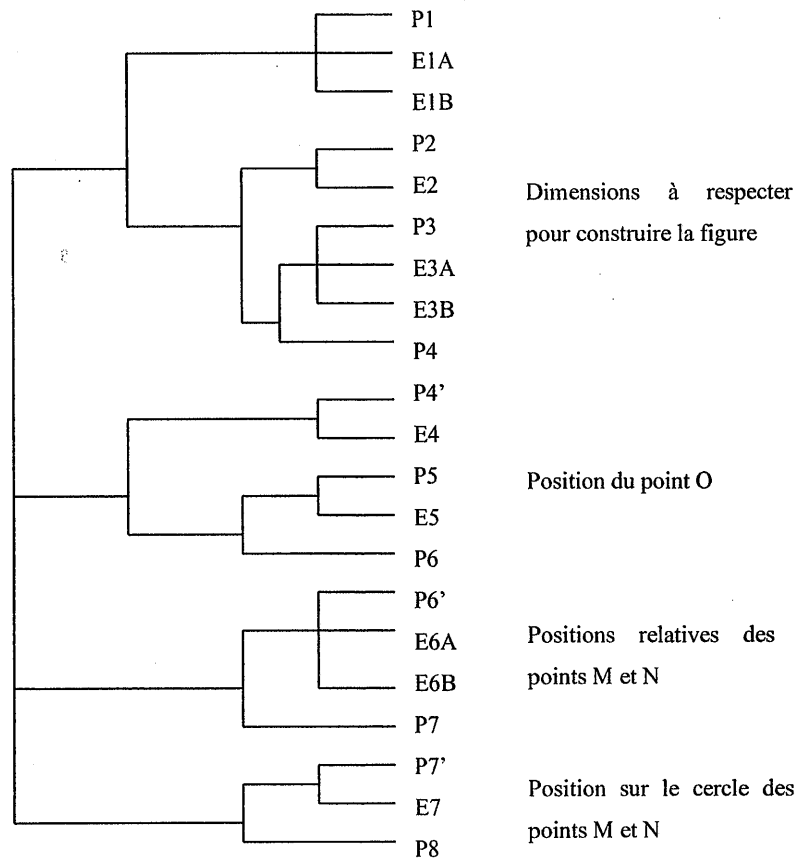 P1
E1A
E1B
P2
E2
P3
E3A
E3B
P4
Dimensions à respecter
pour construire la figure
P4’
E4
P5
E5
P6
Position du point O
P6’
E6A
E6B
P7
Positions relatives des
points M et N
P7’
E7
P8
Position sur le cercle des
points M et N